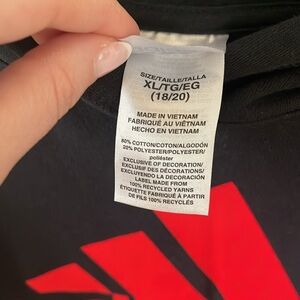 SIZE/TAILLE/TALLA
XL/TG/EG
(18/20)
MADE IN VIETNAM
FABRIQUÉ AU VIÊTNAM
HECHO EN VIETNAM
80% COTTON/COTON/ALGODÓN
20% POLYESTER/POLYESTER/
poliéster
EXCLUSIVE OF DECORATION/
EXCLUSIF DES DÉCORATIONS/
EXCLUYENDO LA DECORACIÓN
LABEL MADE FROM
100% RECYCLED YARNS
ÉTIQUETTE FABRIQUÉE À PARTIR
DE FILS 100% RECYCLÉS